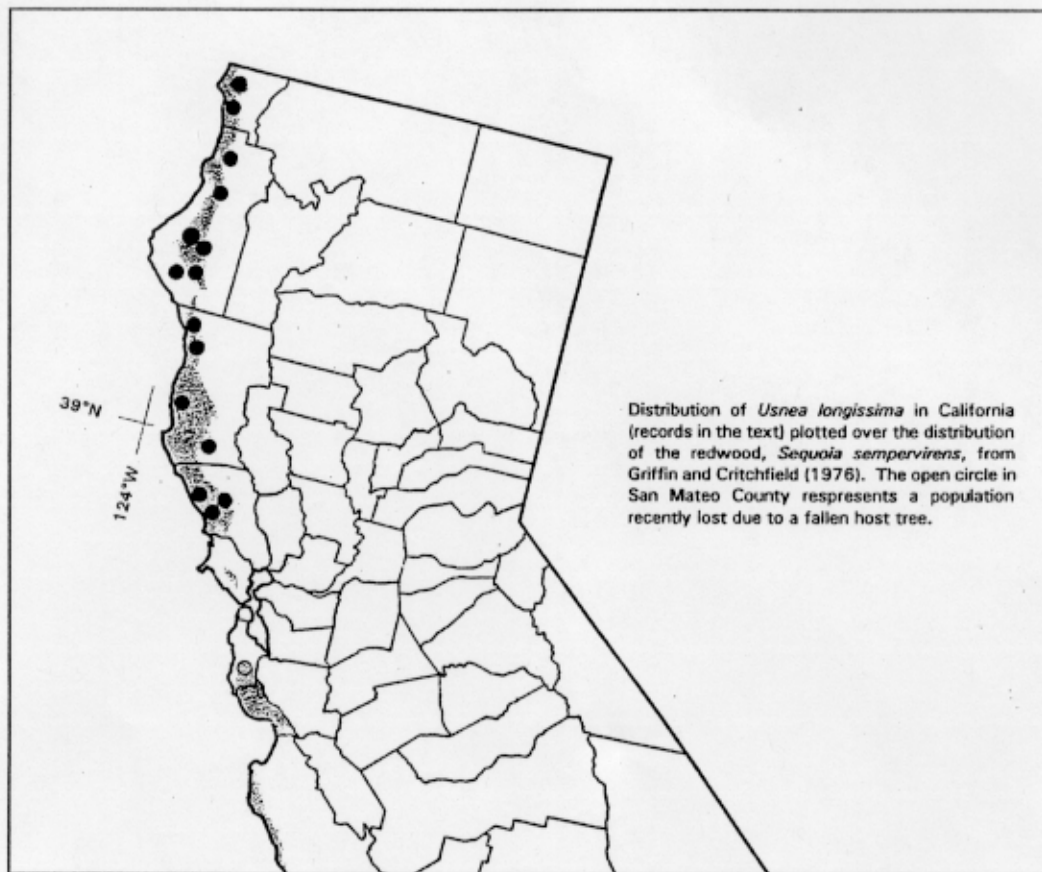 39°N
124°W
Distribution of Usnea longissima in California
(records in the text) plotted over the distribution
of the redwood, Sequoia sempervirens, from
Griffin and Critchfield (1976). The open circle in
San Mateo County respresents a population
recently lost due to a fallen host tree.